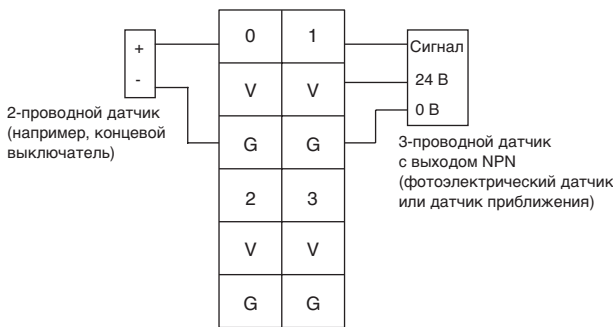 +
-
2-проводной датчик
(например, концевой
выключатель)
0 1
V V
G G
2 3
V V
G G
Сигнал
24 В
0 В
3-проводной датчик
с выходом NPN
(фотоэлектрический датчик
или датчик приближения)